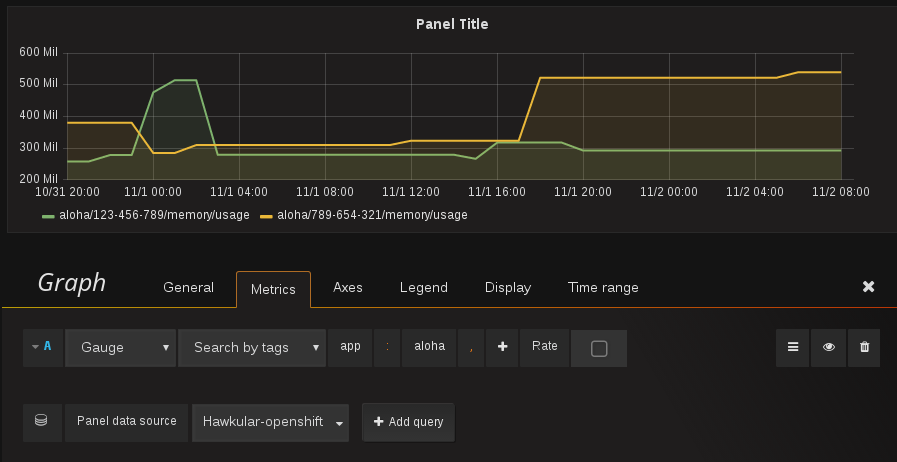 Panel Title
600 Mil
500 Mil
400 Mil
300 Mil
200 Mil
10/31 20:00 11/1 00:00 11/1 04:00 11/1 08:00 11/1 12:00 11/1 16:00 11/1 20:00 11/2 00:00 11/2 04:00 11/2 08:00
aloha/123-456-789/memory/usage aloha/789-654-321/memory/usage
Graph General Metrics Axes Legend Display Time range
A Gauge Search by tags app : aloha , Rate
Panel data source Hawkular-openshift Add query